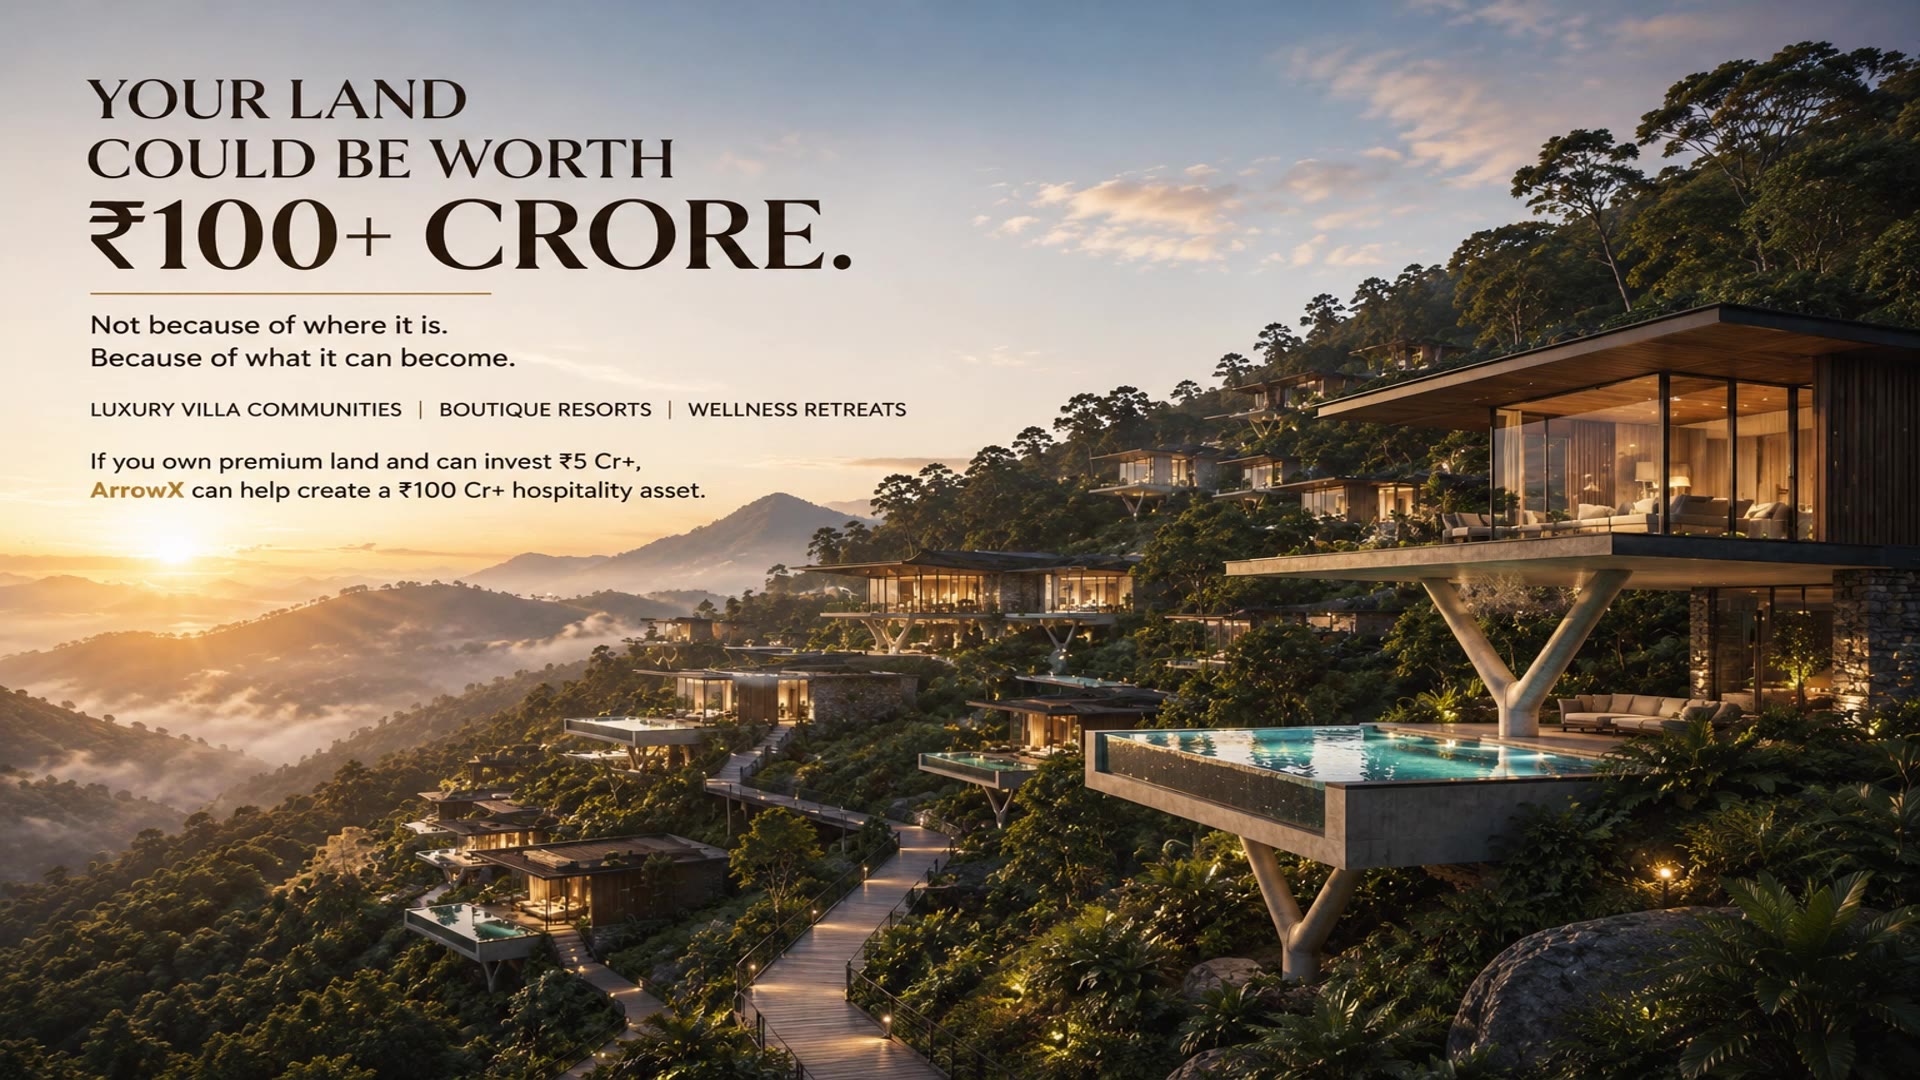 YOUR LAND
COULD BE WORTH
₹100+ CRORE.
Not because of where it is.
Because of what it can become.
LUXURY VILLA COMMUNITIES | BOUTIQUE RESORTS | WELLNESS RETREATS
If you own premium land and can invest ₹5 Cr+,
ArrowX can help create a ₹100 Cr+ hospitality asset.